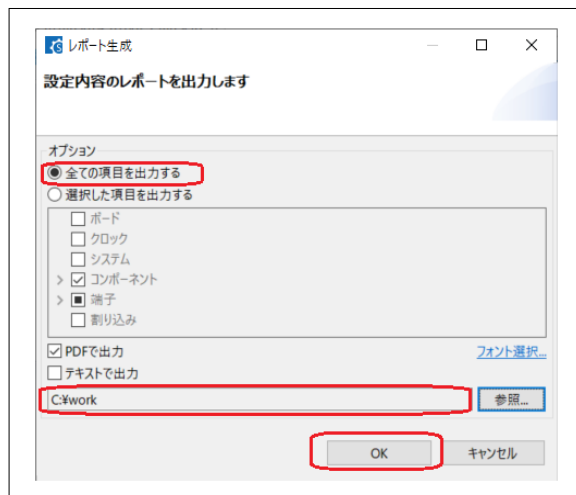 レポート生成
設定内容のレポートを出力します
オプション
全ての項目を出力する
選択した項目を出力する
ボード
クロック
システム
コンポーネント
端子
割り込み
PDFで出力
フォント選択...
テキストで出力
C:¥work
参照...
OK
キャンセル